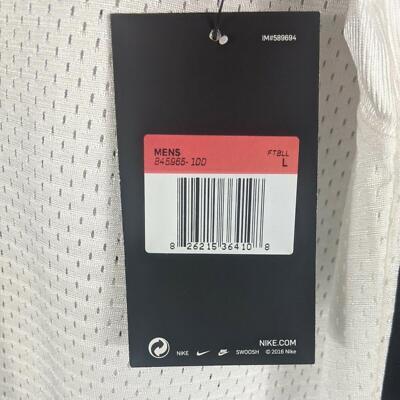 IM#589694
MENS FTBLL
845965-100 L
8 26215 36410 8
NIKE.COM
NIKE SWOOSH © 2016 Nike